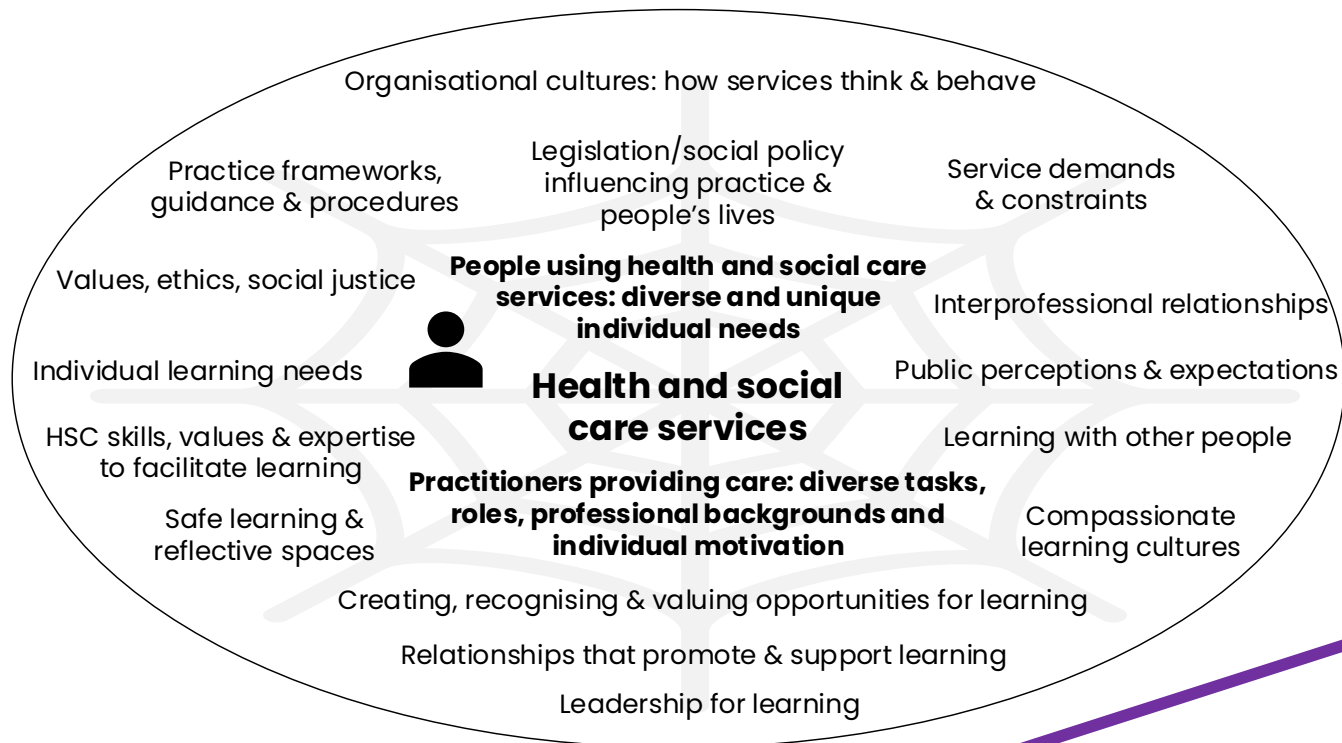 Organisational cultures: how services think & behave
Practice frameworks,
guidance & procedures
Legislation/social policy
influencing practice &
people's lives
Service demands
& constraints
Values, ethics, social justice
People using health and social care
services: diverse and unique
individual needs
Interprofessional relationships
Individual learning needs
Health and social
care services
Public perceptions & expectations
HSC skills, values & expertise
to facilitate learning
Learning with other people
Practitioners providing care: diverse tasks,
roles, professional backgrounds and
individual motivation
Safe learning &
reflective spaces
Compassionate
learning cultures
Creating, recognising & valuing opportunities for learning
Relationships that promote & support learning
Leadership for learning